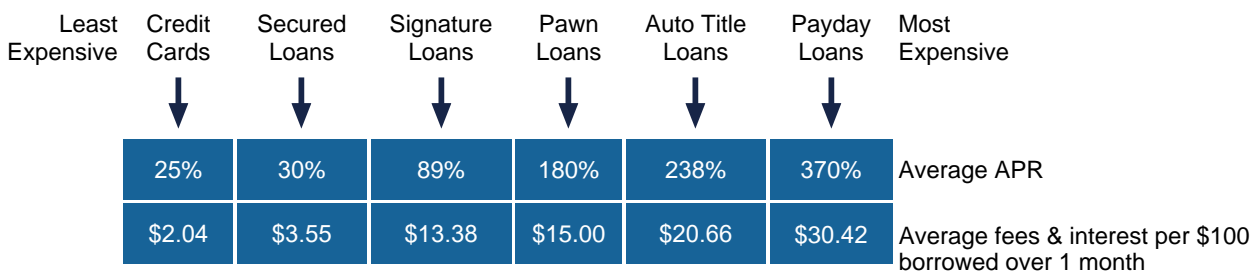 Least Credit Secured Signature Pawn Auto Title Payday Most
Expensive Cards Loans Loans Loans Loans Loans Expensive
25% 30% 89% 180% 238% 370% Average APR
$2.04 $3.55 $13.38 $15.00 $20.66 $30.42 Average fees & interest per $100
borrowed over 1 month